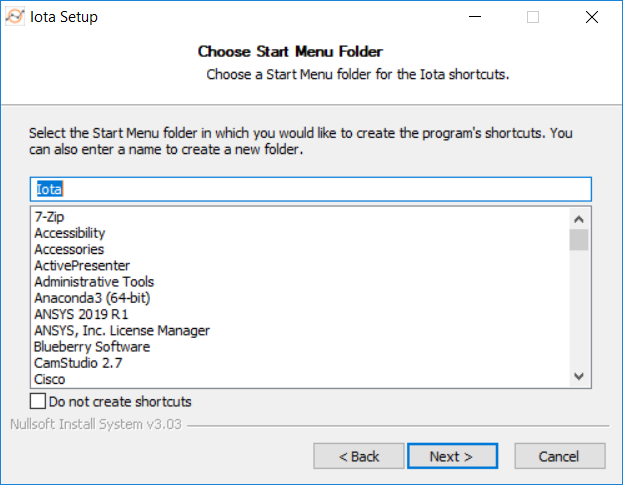 Iota Setup
Choose Start Menu Folder
Choose a Start Menu folder for the Iota shortcuts.
Select the Start Menu folder in which you would like to create the program's shortcuts. You
can also enter a name to create a new folder.
Iota
7-Zip
Accessibility
Accessories
ActivePresenter
Administrative Tools
Anaconda3 (64-bit)
ANSYS 2019 R1
ANSYS, Inc. License Manager
Blueberry Software
CamStudio 2.7
Cisco
Do not create shortcuts
Nullsoft Install System v3.03
< Back Next > Cancel